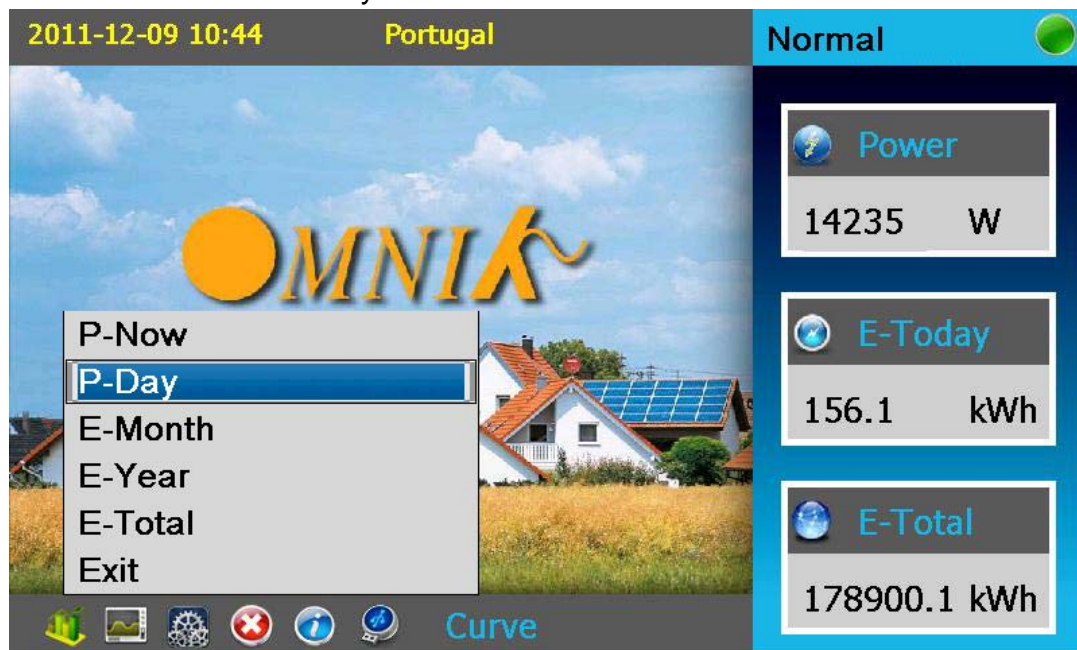 2011-12-09 10:44 Portugal
Normal
OMNIK
P-Now
P-Day
E-Month
E-Year
E-Total
Exit
Curve
Power
14235 W
E-Today
156.1 kWh
E-Total
178900.1 kWh